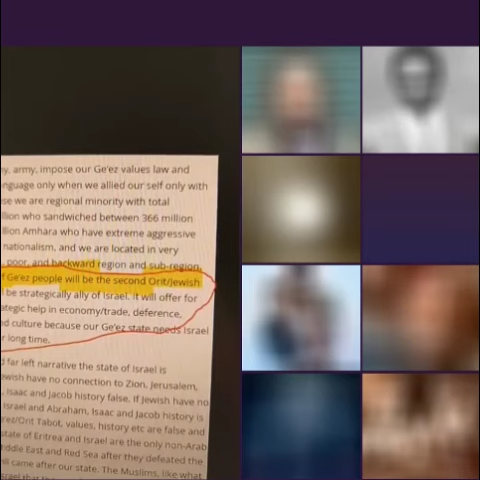 y, army, impose our Ge'ez values law and
nguage only when we allied our self only with
se we are regional minority with total
llion who sandwiched between 366 million
llion Amhara who have extreme aggressive
nationalism, and we are located in very
, poor, and backward region and sub-region,
f Ge'ez people will be the second Orit/Jewish
l be strategically ally of Israel. It will offer for
ategic help in economy/trade, deference,
nd culture because our Ge'ez state needs Israel
r long time.
d far left narrative the state of Israel is
ewish have no connection to Zion, Jerusalem,
, Isaac and Jacob history false. If Jewish have no
Israel and Abraham, Isaac and Jacob history is
'ez/Orit Tabot, values, history etc are false and
state of Eritrea and Israel are the only non-Arab
iddle East and Red Sea after they defeated the
came after our state. The Muslims, like what